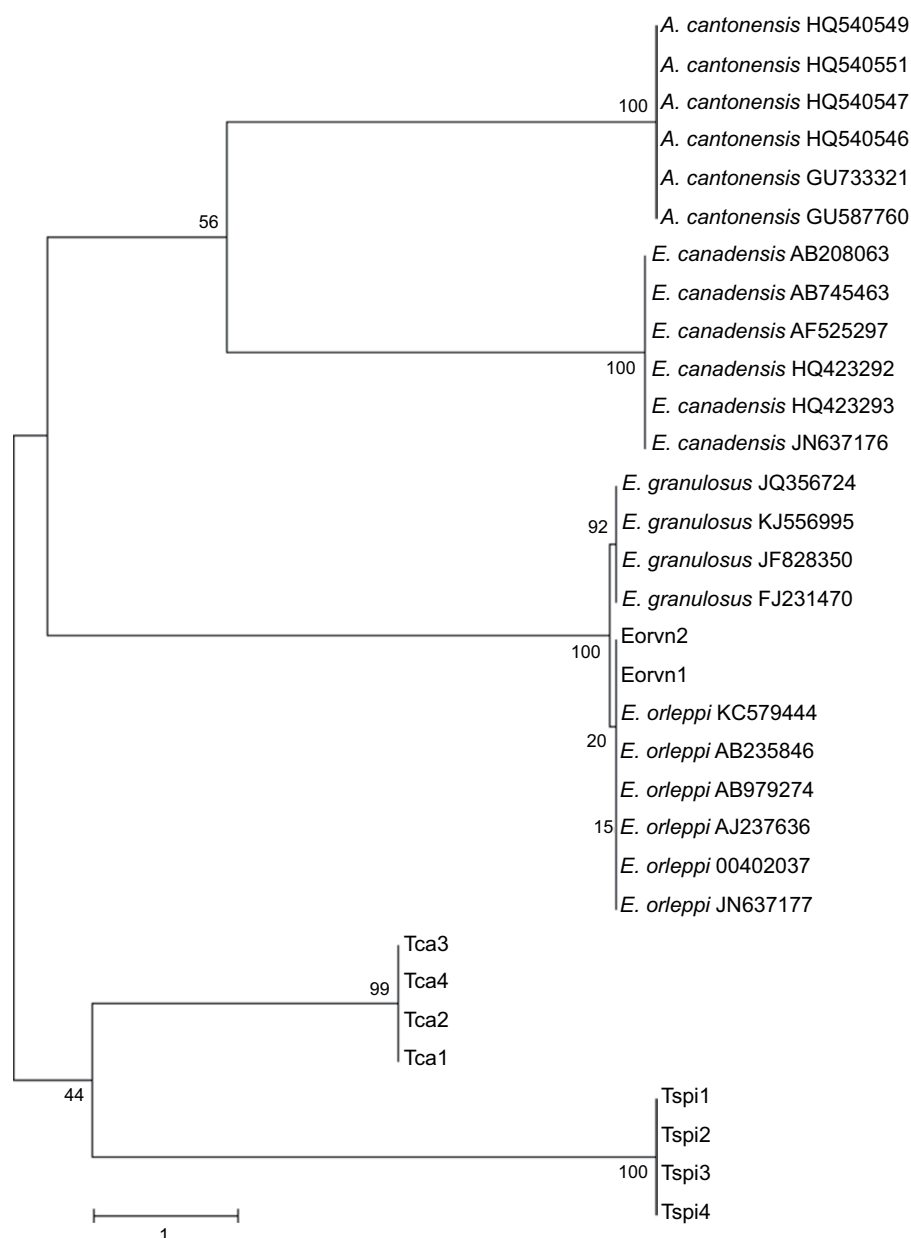 A. cantonensis HQ540549
A. cantonensis HQ540551
A. cantonensis HQ540547
100
A. cantonensis HQ540546
A. cantonensis GU733321
A. cantonensis GU587760
56
E. canadensis AB208063
E. canadensis AB745463
E. canadensis AF525297
E. canadensis HQ423292
100
E. canadensis HQ423293
E. canadensis JN637176
E. granulosus JQ356724
E. granulosus KJ556995
92
E. granulosus JF828350
E. granulosus FJ231470
Eorvn2
100
Eorvn1
E. orleppi KC579444
20
E. orleppi AB235846
E. orleppi AB979274
15
E. orleppi AJ237636
E. orleppi 00402037
E. orleppi JN637177
Tca3
Tca4
99
Tca2
Tca1
44
Tspi1
Tspi2
Tspi3
100
Tspi4
1